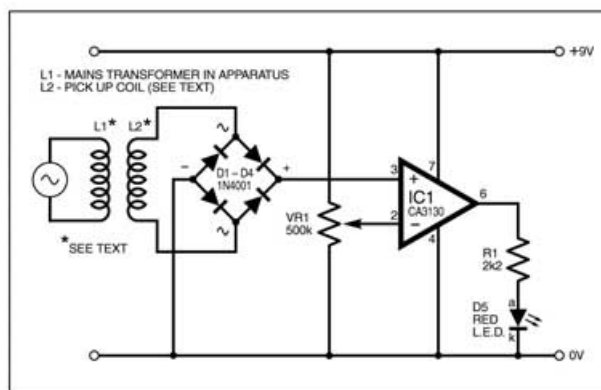 +9V
L1 - MAINS TRANSFORMER IN APPARATUS
L2 - PICK UP COIL (SEE TEXT)
L1*
L2*
~
-
D1 – D4
1N4001
+
~
*SEE TEXT
VR1
500k
3
+
7
IC1
CA3130
2
−
4
6
R1
2k2
D5
RED
L.E.D.
a
k
0V